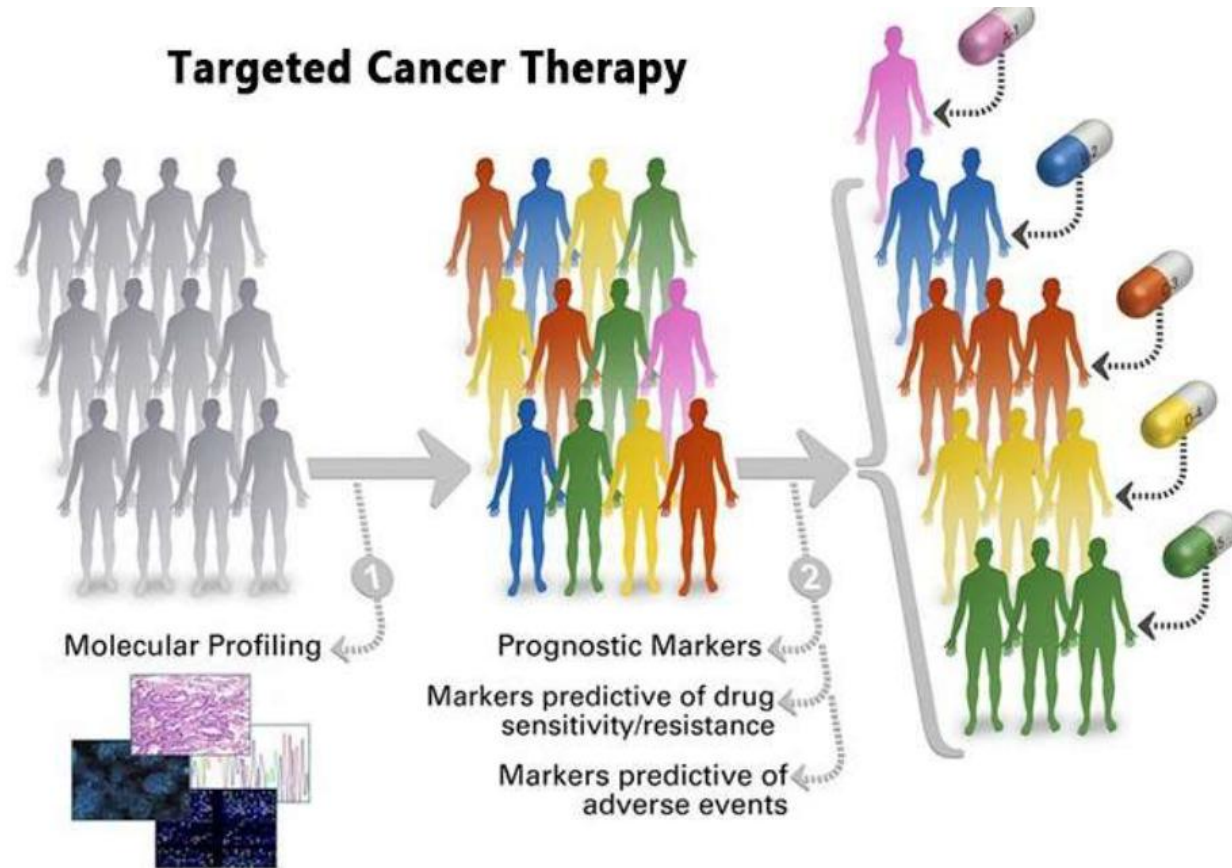 Targeted Cancer Therapy
1
2
Molecular Profiling
Prognostic Markers
Markers predictive of drug
sensitivity/resistance
Markers predictive of
adverse events
D-4